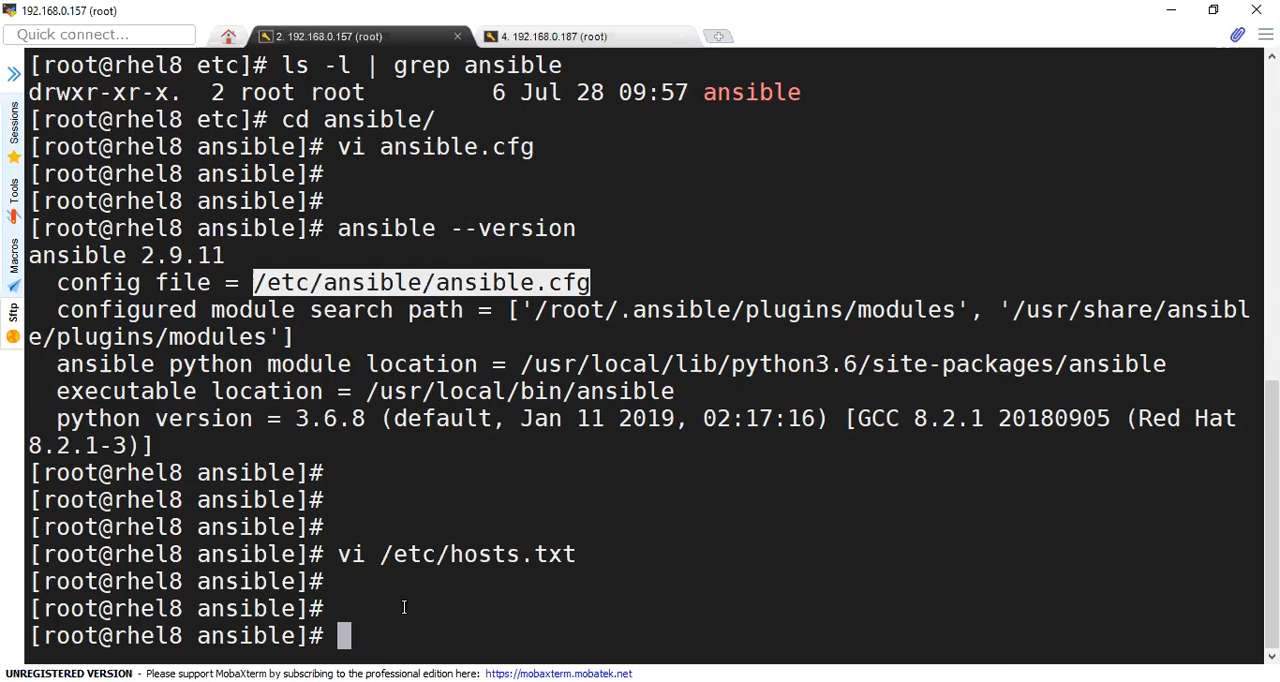 192.168.0.157 (root)
Quick connect...
2. 192.168.0.157 (root)
4. 192.168.0.187 (root)
Sessions
Tools
Macros
Sftp
[root@rhel8 etc]# ls -l | grep ansible
drwxr-xr-x.  2 root root            6 Jul 28 09:57 ansible
[root@rhel8 etc]# cd ansible/
[root@rhel8 ansible]# vi ansible.cfg
[root@rhel8 ansible]#
[root@rhel8 ansible]#
[root@rhel8 ansible]# ansible --version
ansible 2.9.11
  config file = /etc/ansible/ansible.cfg
  configured module search path = ['/root/.ansible/plugins/modules', '/usr/share/ansibl
e/plugins/modules']
  ansible python module location = /usr/local/lib/python3.6/site-packages/ansible
  executable location = /usr/local/bin/ansible
  python version = 3.6.8 (default, Jan 11 2019, 02:17:16) [GCC 8.2.1 20180905 (Red Hat
8.2.1-3)]
[root@rhel8 ansible]#
[root@rhel8 ansible]#
[root@rhel8 ansible]#
[root@rhel8 ansible]# vi /etc/hosts.txt
[root@rhel8 ansible]#
[root@rhel8 ansible]#
[root@rhel8 ansible]#
UNREGISTERED VERSION - Please support MobaXterm by subscribing to the professional edition here: https://mobaxterm.mobatek.net